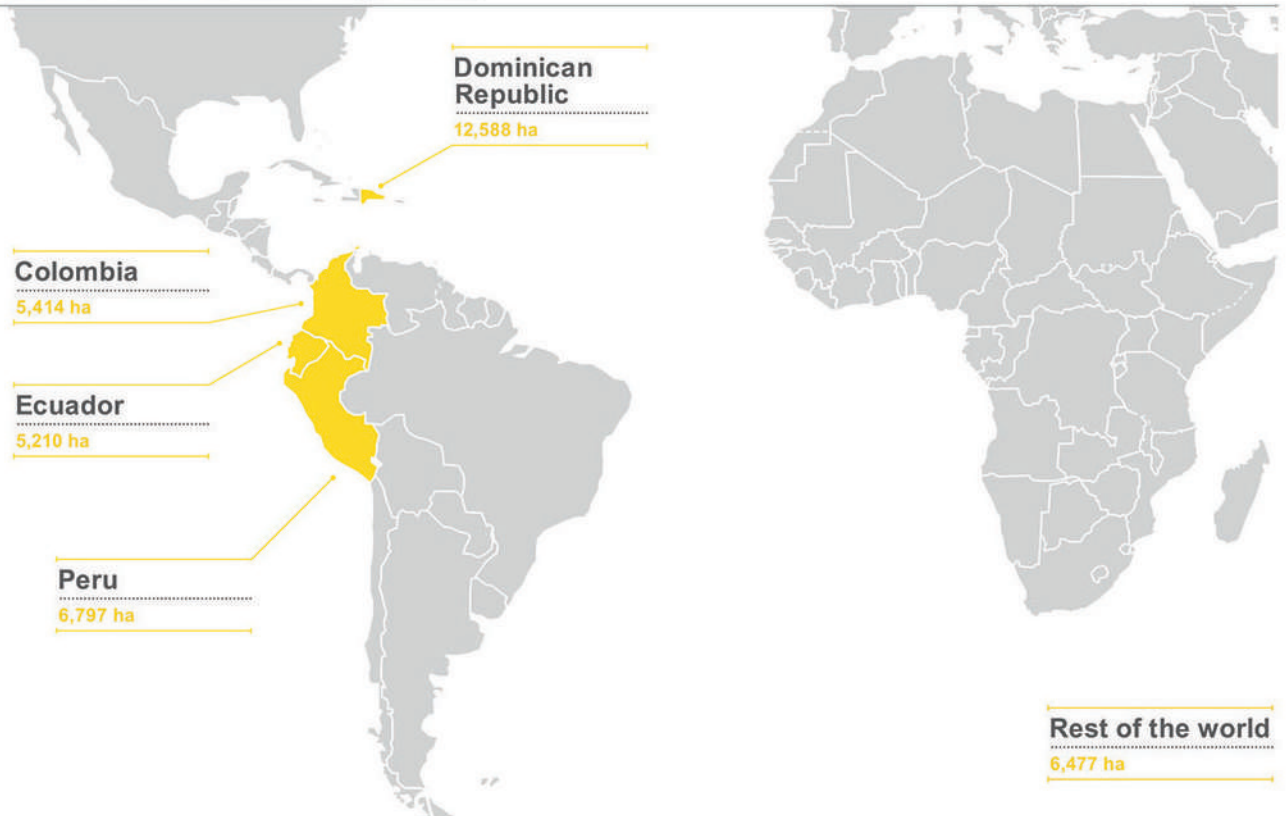 Dominican
Republic
12,588 ha
Colombia
5,414 ha
Ecuador
5,210 ha
Peru
6,797 ha
Rest of the world
6,477 ha